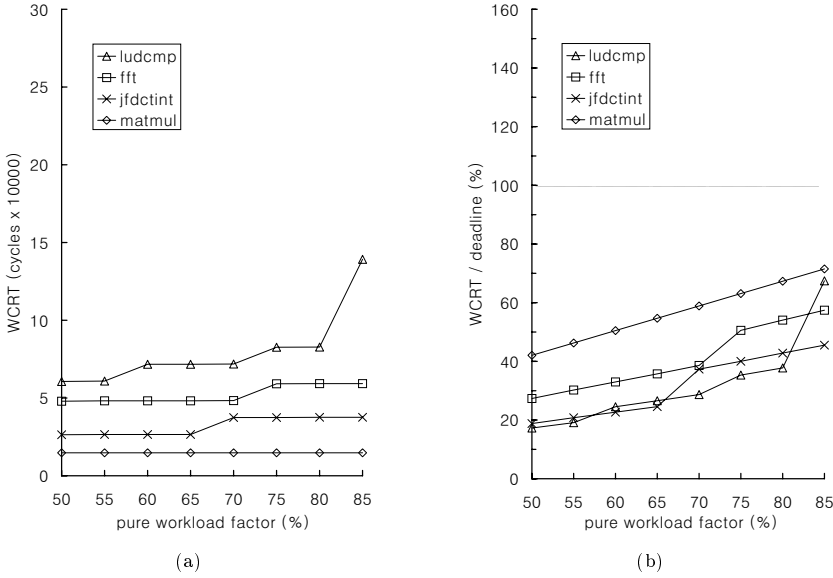 30
25
20
15
10
5
0
WCRT (cycles x 10000)
ludcmp
fft
jfdctint
matmul
50 55 60 65 70 75 80 85
pure workload factor (%)
(a)
160
140
120
100
80
60
40
20
0
WCRT / deadline (%)
ludcmp
fft
jfdctint
matmul
50 55 60 65 70 75 80 85
pure workload factor (%)
(b)